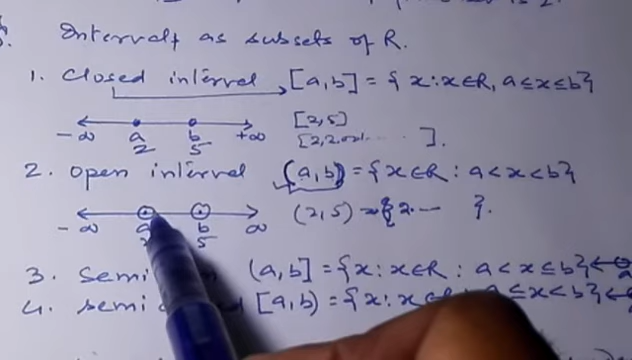 Intervals as subsets of R.
1. Closed interval [a,b] = { x : x∈R, a≤x≤b}
[2,5]
-∞ a b +∞
2 5
[2, 2.001. . . . . . ].
2. open interval (a,b) = {x∈R : a<x<b}
(2,5) = {2. - - }.
-∞ a b ∞
5
3. Semi (a,b] = {x : x∈R : a<x≤b}
4. semi [a,b) = {x : x∈R : a≤x<b}